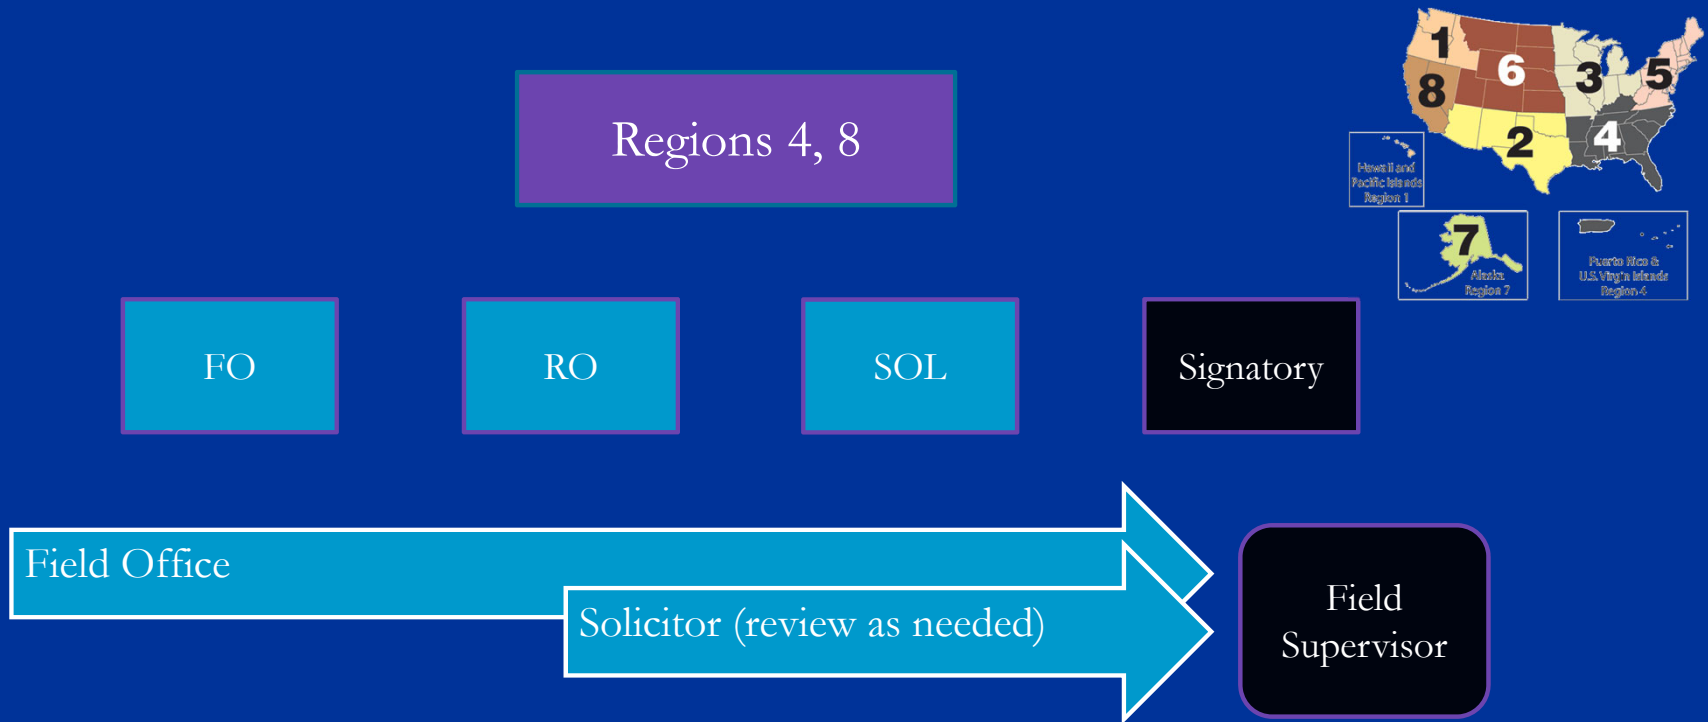 Regions 4, 8
1
6
3
5
8
2
4
Hawaii and
Pacific Islands
Region 1
7
Alaska
Region 7
Puerto Rico &
U.S. Virgin Islands
Region 4
FO
RO
SOL
Signatory
Field Office
Solicitor (review as needed)
Field
Supervisor